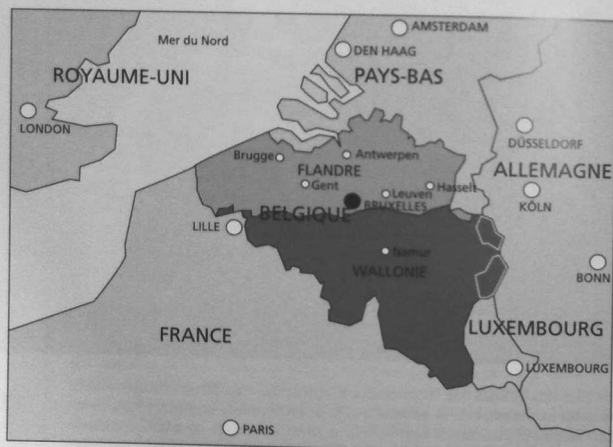 AMSTERDAM
Mer du Nord
DEN HAAG
ROYAUME-UNI
PAYS-BAS
LONDON
DÜSSELDORF
Brugge
Antwerpen
FLANDRE
ALLEMAGNE
Gent
Leuven
Hasselt
BRUXELLES
KÖLN
BELGIQUE
LILLE
Namur
WALLONIE
BONN
FRANCE
LUXEMBOURG
LUXEMBOURG
PARIS